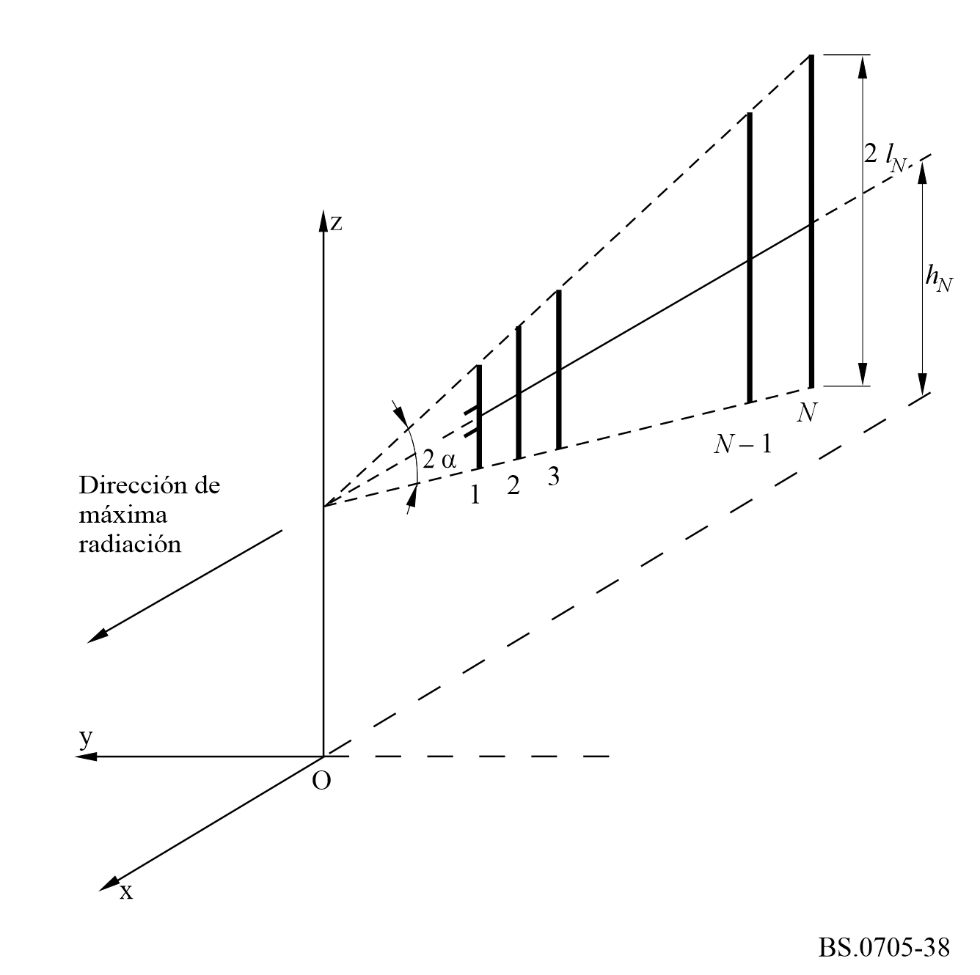 z
2 l_N
h_N
N
N – 1
2 α
1
2
3
Dirección de
máxima
radiación
y
O
x
BS.0705-38